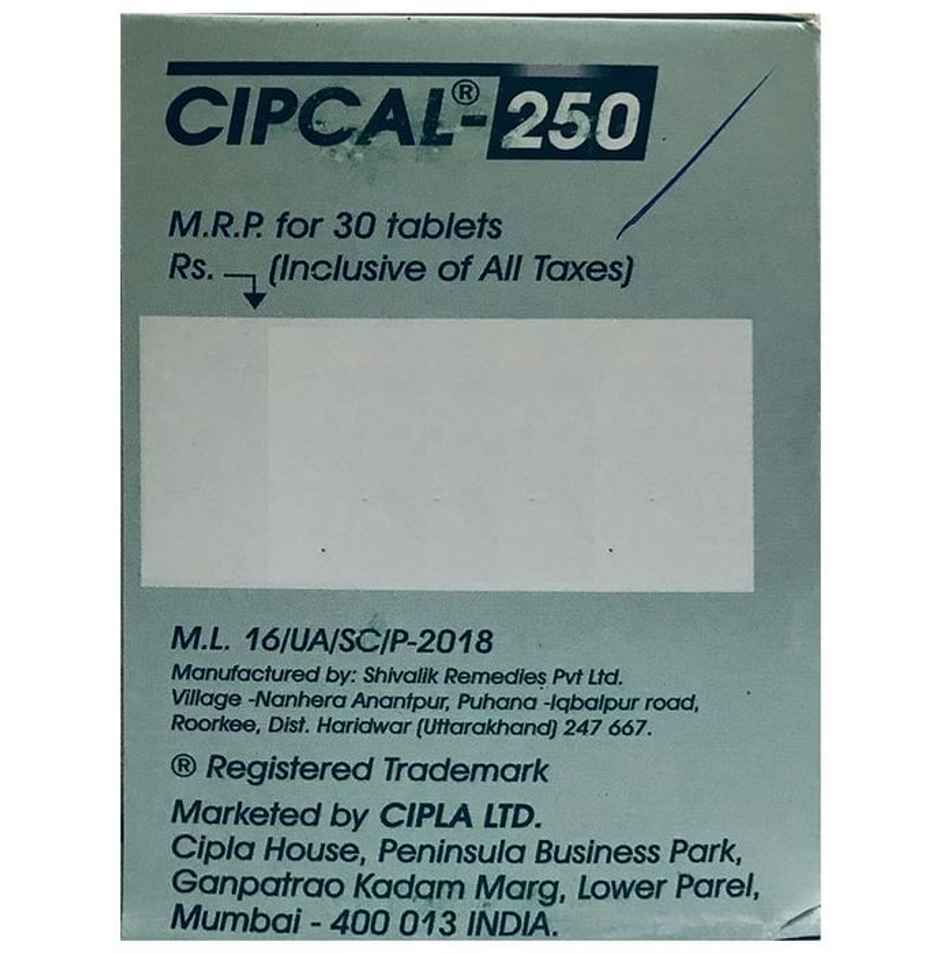 CIPCAL®-250
M.R.P. for 30 tablets
Rs. (Inclusive of All Taxes)
M.L. 16/UA/SC/P-2018
Manufactured by: Shivalik Remedies Pvt Ltd.
Village -Nanhera Anantpur, Puhana -Iqbalpur road,
Roorkee, Dist. Haridwar (Uttarakhand) 247 667.
® Registered Trademark
Marketed by CIPLA LTD.
Cipla House, Peninsula Business Park,
Ganpatrao Kadam Marg, Lower Parel,
Mumbai - 400 013 INDIA.